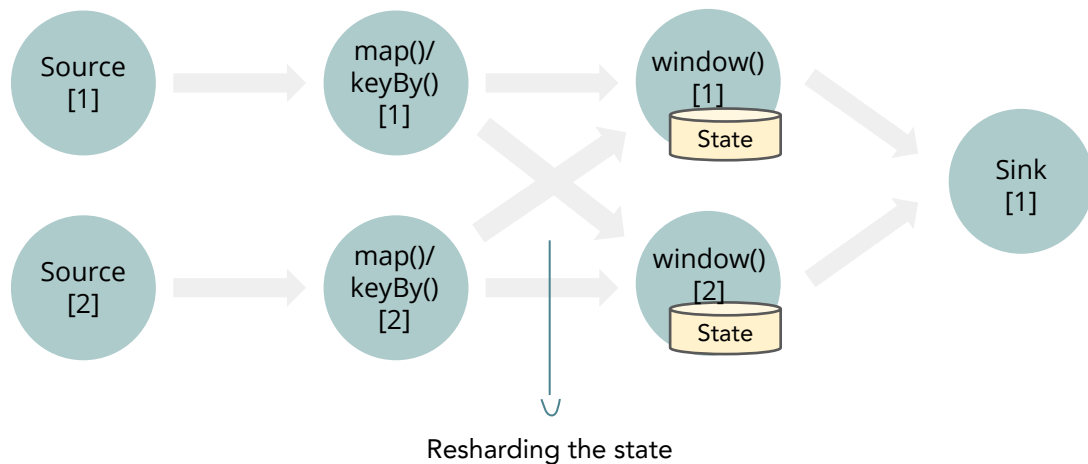 Source
[1]
map()/
keyBy()
[1]
window()
[1]
State
Source
[2]
map()/
keyBy()
[2]
window()
[2]
State
Sink
[1]
Resharding the state